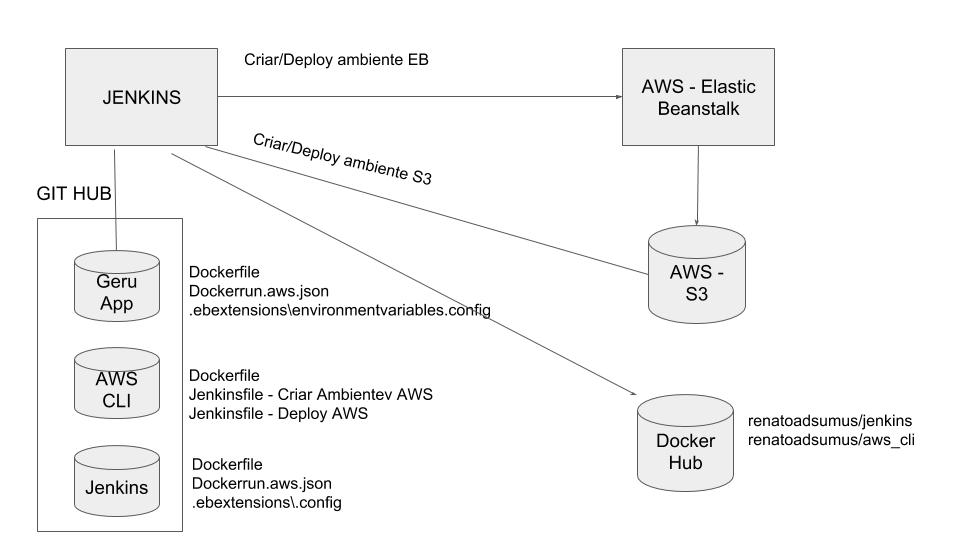 Criar/Deploy ambiente EB
JENKINS
AWS - Elastic
Beanstalk
Criar/Deploy ambiente S3
GIT HUB
Geru
App
Dockerfile
Dockerrun.aws.json
.ebextensions\environmentvariables.config
AWS -
S3
AWS
CLI
Dockerfile
Jenkinsfile - Criar Ambientev AWS
Jenkinsfile - Deploy AWS
Docker
Hub
renatoadsumus/jenkins
renatoadsumus/aws_cli
Jenkins
Dockerfile
Dockerrun.aws.json
.ebextensions\.config